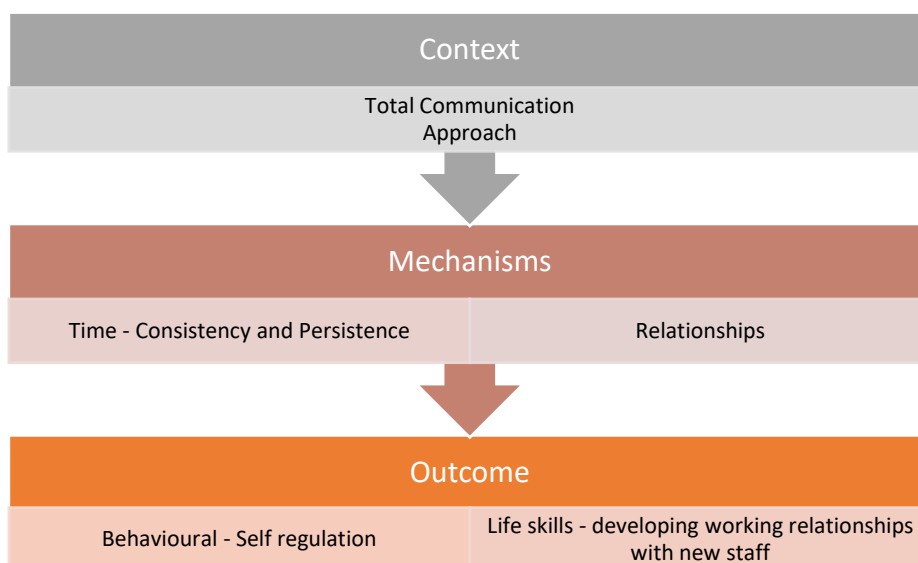 Context
Total Communication
Approach
Mechanisms
Time - Consistency and Persistence
Relationships
Outcome
Behavioural - Self regulation
Life skills - developing working relationships
with new staff